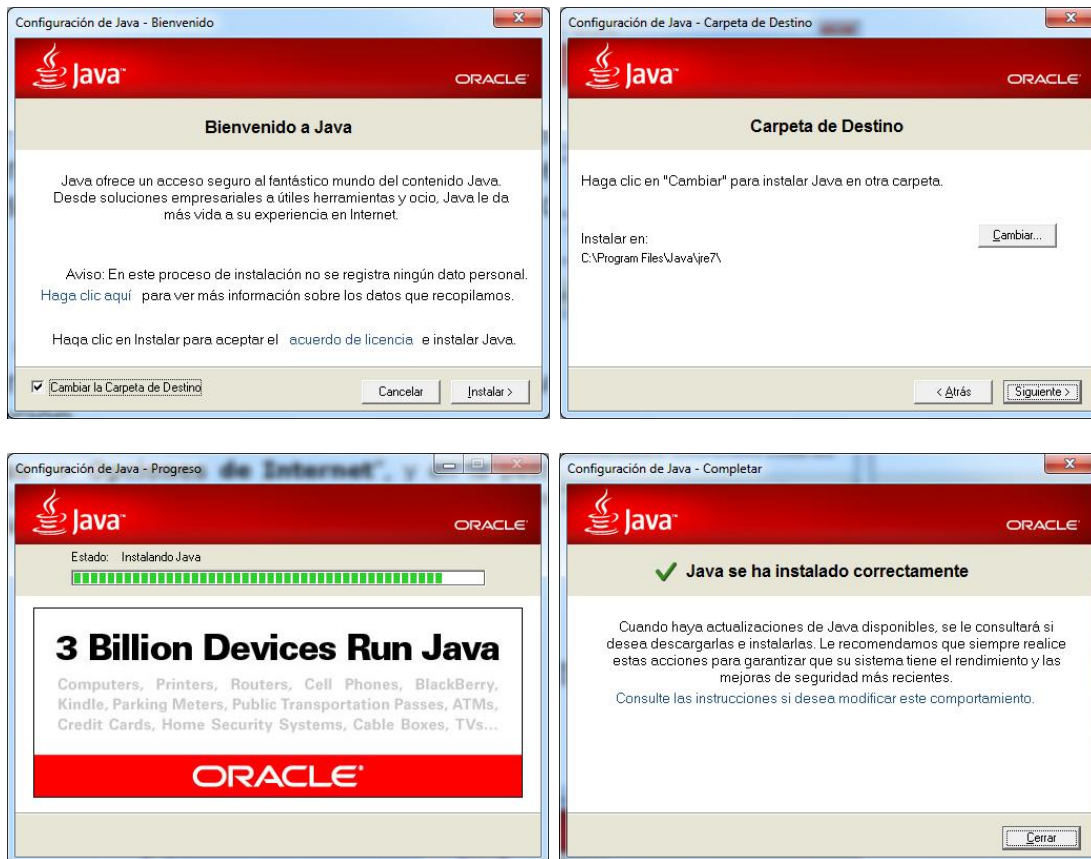 Configuración de Java - Bienvenido
Java™
ORACLE®
Bienvenido a Java
Java ofrece un acceso seguro al fantástico mundo del contenido Java.
Desde soluciones empresariales a útiles herramientas y ocio, Java le da
más vida a su experiencia en Internet.
Aviso: En este proceso de instalación no se registra ningún dato personal.
Haga clic aquí para ver más información sobre los datos que recopilamos.
Haga clic en Instalar para aceptar el acuerdo de licencia e instalar Java.
Cambiar la Carpeta de Destino
Cancelar
Instalar >
Configuración de Java - Carpeta de Destino
Java™
ORACLE®
Carpeta de Destino
Haga clic en "Cambiar" para instalar Java en otra carpeta.
Instalar en:
Cambiar...
C:\Program Files\Java\jre7\
< Atrás
Siguiente >
Configuración de Java - Progreso
de Internet", y
Java™
ORACLE®
Estado: Instalando Java
3 Billion Devices Run Java
Computers, Printers, Routers, Cell Phones, BlackBerry,
Kindle, Parking Meters, Public Transportation Passes, ATMs,
Credit Cards, Home Security Systems, Cable Boxes, TVs...
ORACLE®
Configuración de Java - Completar
Java™
ORACLE®
Java se ha instalado correctamente
Cuando haya actualizaciones de Java disponibles, se le consultará si
desea descargarlas e instalarlas. Le recomendamos que siempre realice
estas acciones para garantizar que su sistema tiene el rendimiento y las
mejoras de seguridad más recientes.
Consulte las instrucciones si desea modificar este comportamiento.
Cerrar